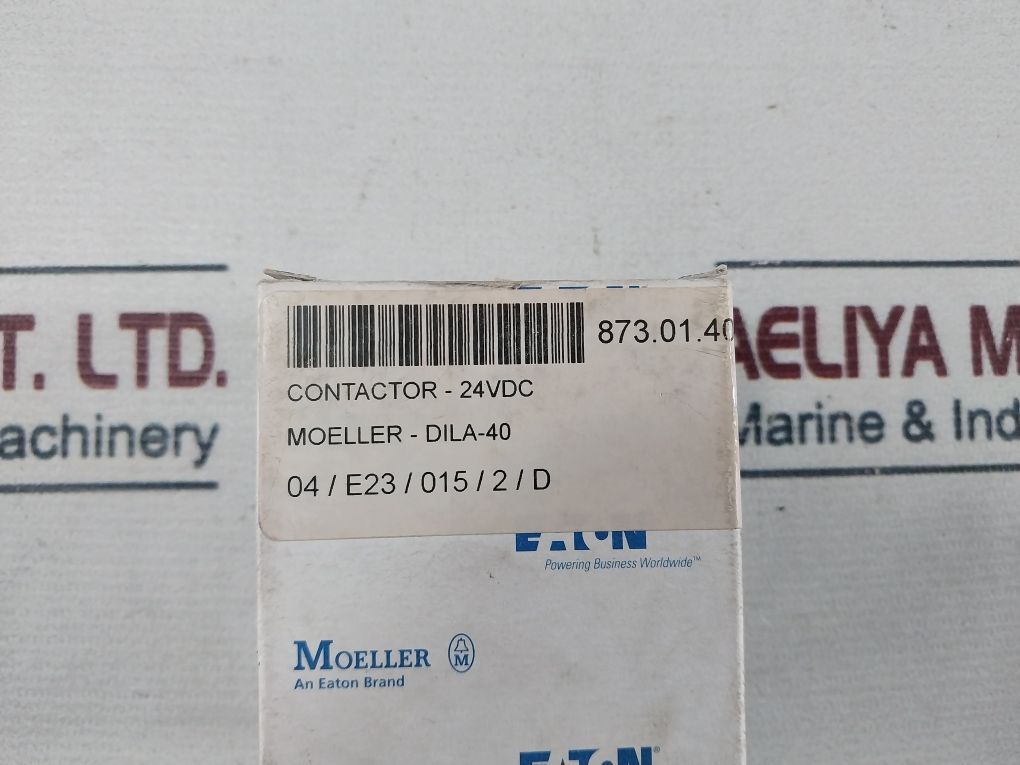 873.01.40
CONTACTOR - 24VDC
MOELLER - DILA-40
04 / E23 / 015 / 2 / D
EATON
Powering Business Worldwide™
MOELLER M
An Eaton Brand
EATON®
T. LTD.
achinery
AELIYA M
Marine & Ind